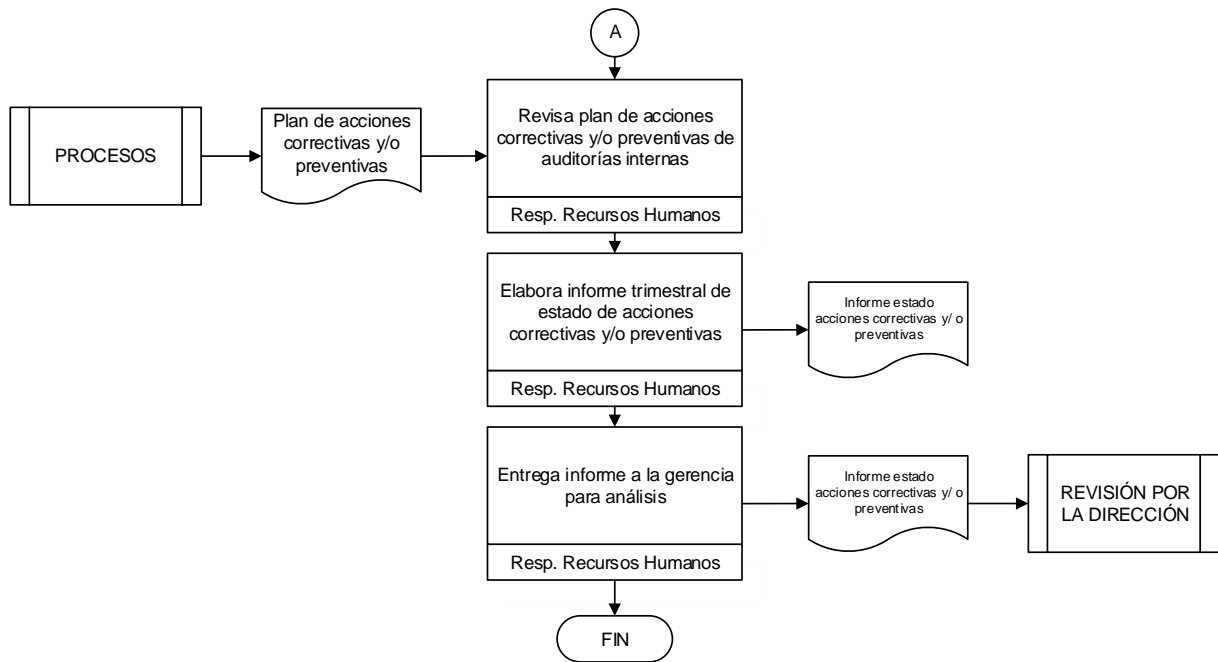 A
PROCESOS
Plan de acciones
correctivas y/o
preventivas
Revisa plan de acciones
correctivas y/o preventivas de
auditorías internas
Resp. Recursos Humanos
Elabora informe trimestral de
estado de acciones
correctivas y/o preventivas
Resp. Recursos Humanos
Informe estado
acciones correctivas y/ o
preventivas
Entrega informe a la gerencia
para análisis
Resp. Recursos Humanos
Informe estado
acciones correctivas y/ o
preventivas
REVISIÓN POR
LA DIRECCIÓN
FIN